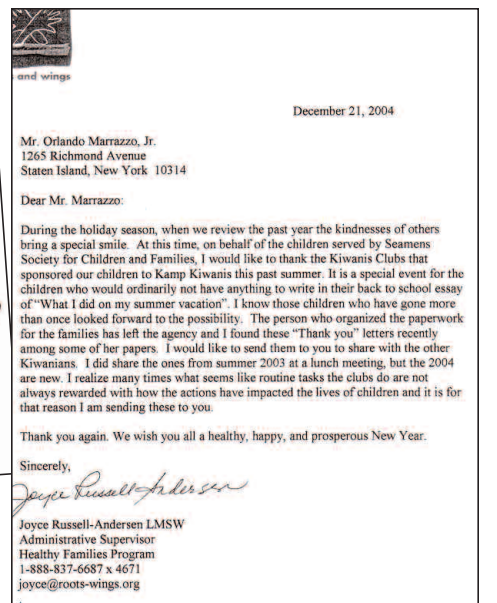 and wings
December 21, 2004
Mr. Orlando Marrazzo, Jr.
1265 Richmond Avenue
Staten Island, New York 10314
Dear Mr. Marrazzo:
During the holiday season, when we review the past year the kindnesses of others
bring a special smile. At this time, on behalf of the children served by Seamens
Society for Children and Families, I would like to thank the Kiwanis Clubs that
sponsored our children to Kamp Kiwanis this past summer. It is a special event for the
children who would ordinarily not have anything to write in their back to school essay
of "What I did on my summer vacation". I know those children who have gone more
than once looked forward to the possibility. The person who organized the paperwork
for the families has left the agency and I found these "Thank you" letters recently
among some of her papers. I would like to send them to you to share with the other
Kiwanians. I did share the ones from summer 2003 at a lunch meeting, but the 2004
are new. I realize many times what seems like routine tasks the clubs do are not
always rewarded with how the actions have impacted the lives of children and it is for
that reason I am sending these to you.
Thank you again. We wish you all a healthy, happy, and prosperous New Year.
Sincerely,
Joyce Russell-Andersen
Joyce Russell-Andersen LMSW
Administrative Supervisor
Healthy Families Program
1-888-837-6687 x 4671
joyce@roots-wings.org